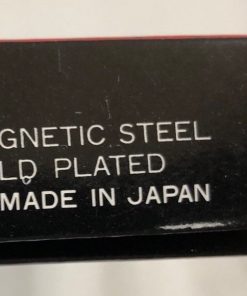 GNETIC STEEL
LD PLATED
MADE IN JAPAN